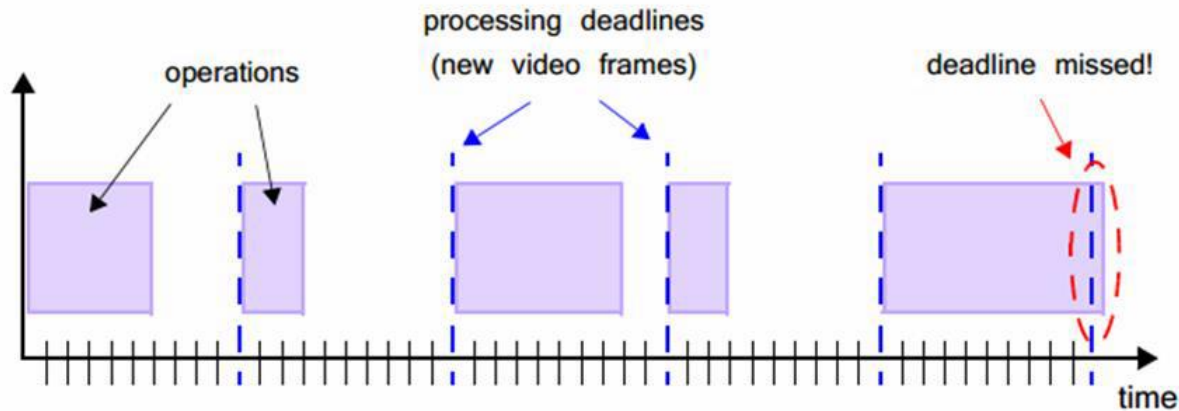 processing deadlines
(new video frames)
operations
deadline missed!
time